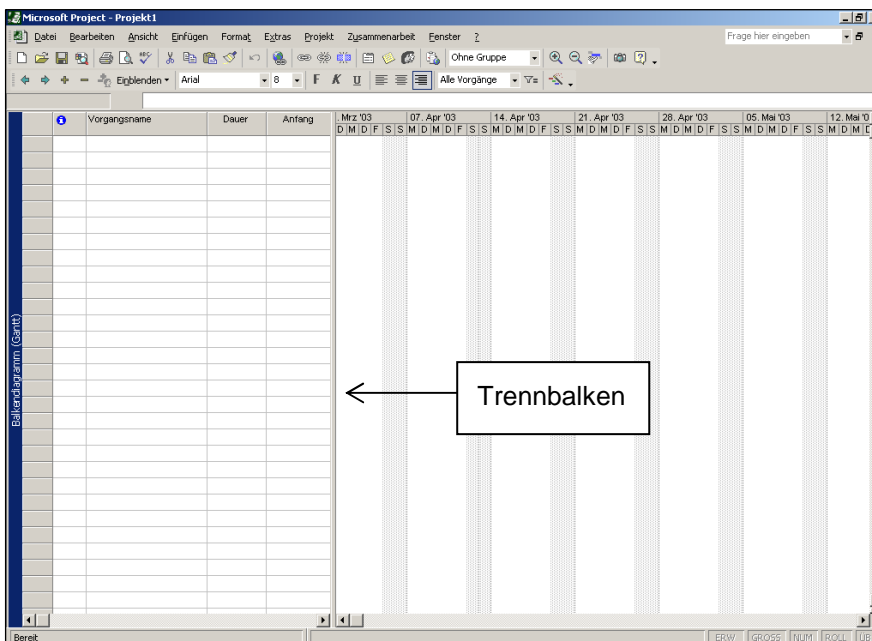 Microsoft Project - Projekt1
Datei Bearbeiten Ansicht Einfügen Format Extras Projekt Zusammenarbeit Fenster ? Frage hier eingeben
Ohne Gruppe
Einblenden Arial 8 F K U Alle Vorgänge
Vorgangsname Dauer Anfang . Mrz '03 07. Apr '03 14. Apr '03 21. Apr '03 28. Apr '03 05. Mai '03 12. Mai '0
D M D F S S M D M D F S S M D M D F S S M D M D F S S M D M D F S S M D M D F S S M D M D
Balkendiagramm (Gantt)
Trennbalken
Bereit ERW GROSS NUM ROLL ÜB